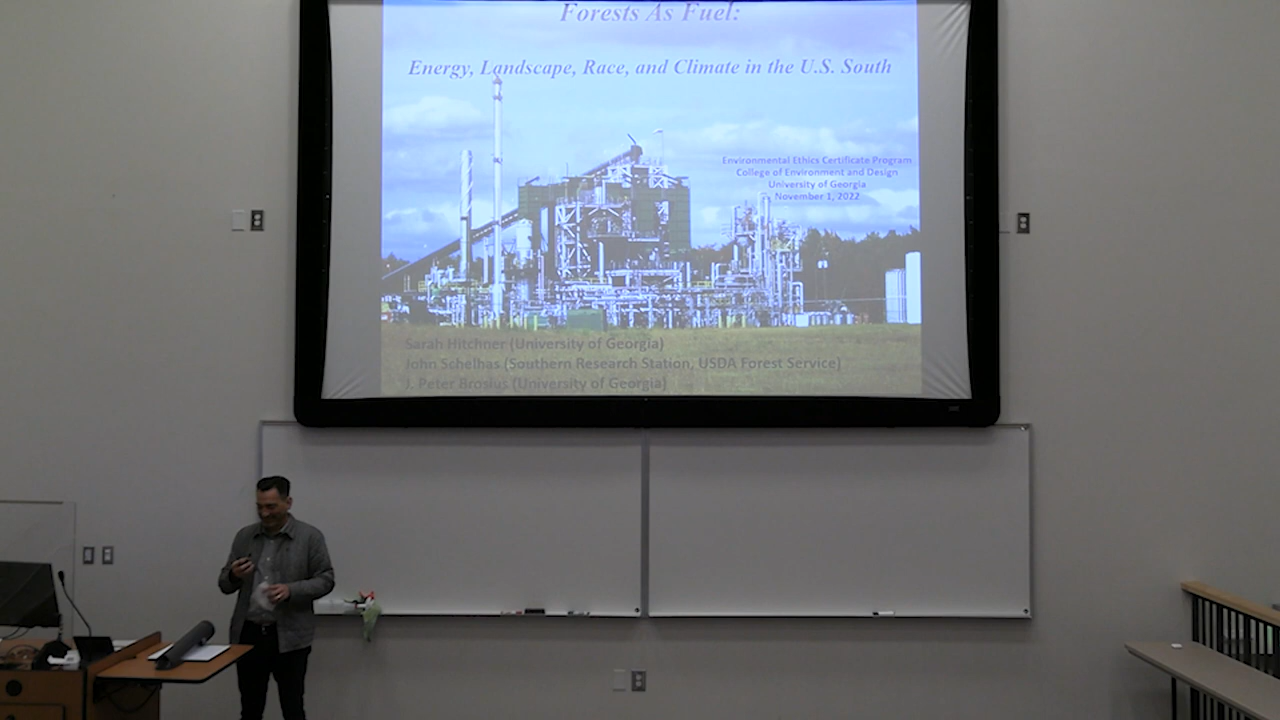 Forests As Fuel:
Energy, Landscape, Race, and Climate in the U.S. South
Environmental Ethics Certificate Program
College of Environment and Design
University of Georgia
November 1, 2022
Sarah Hitchner (University of Georgia)
John Schelhas (Southern Research Station, USDA Forest Service)
J. Peter Brosius (University of Georgia)